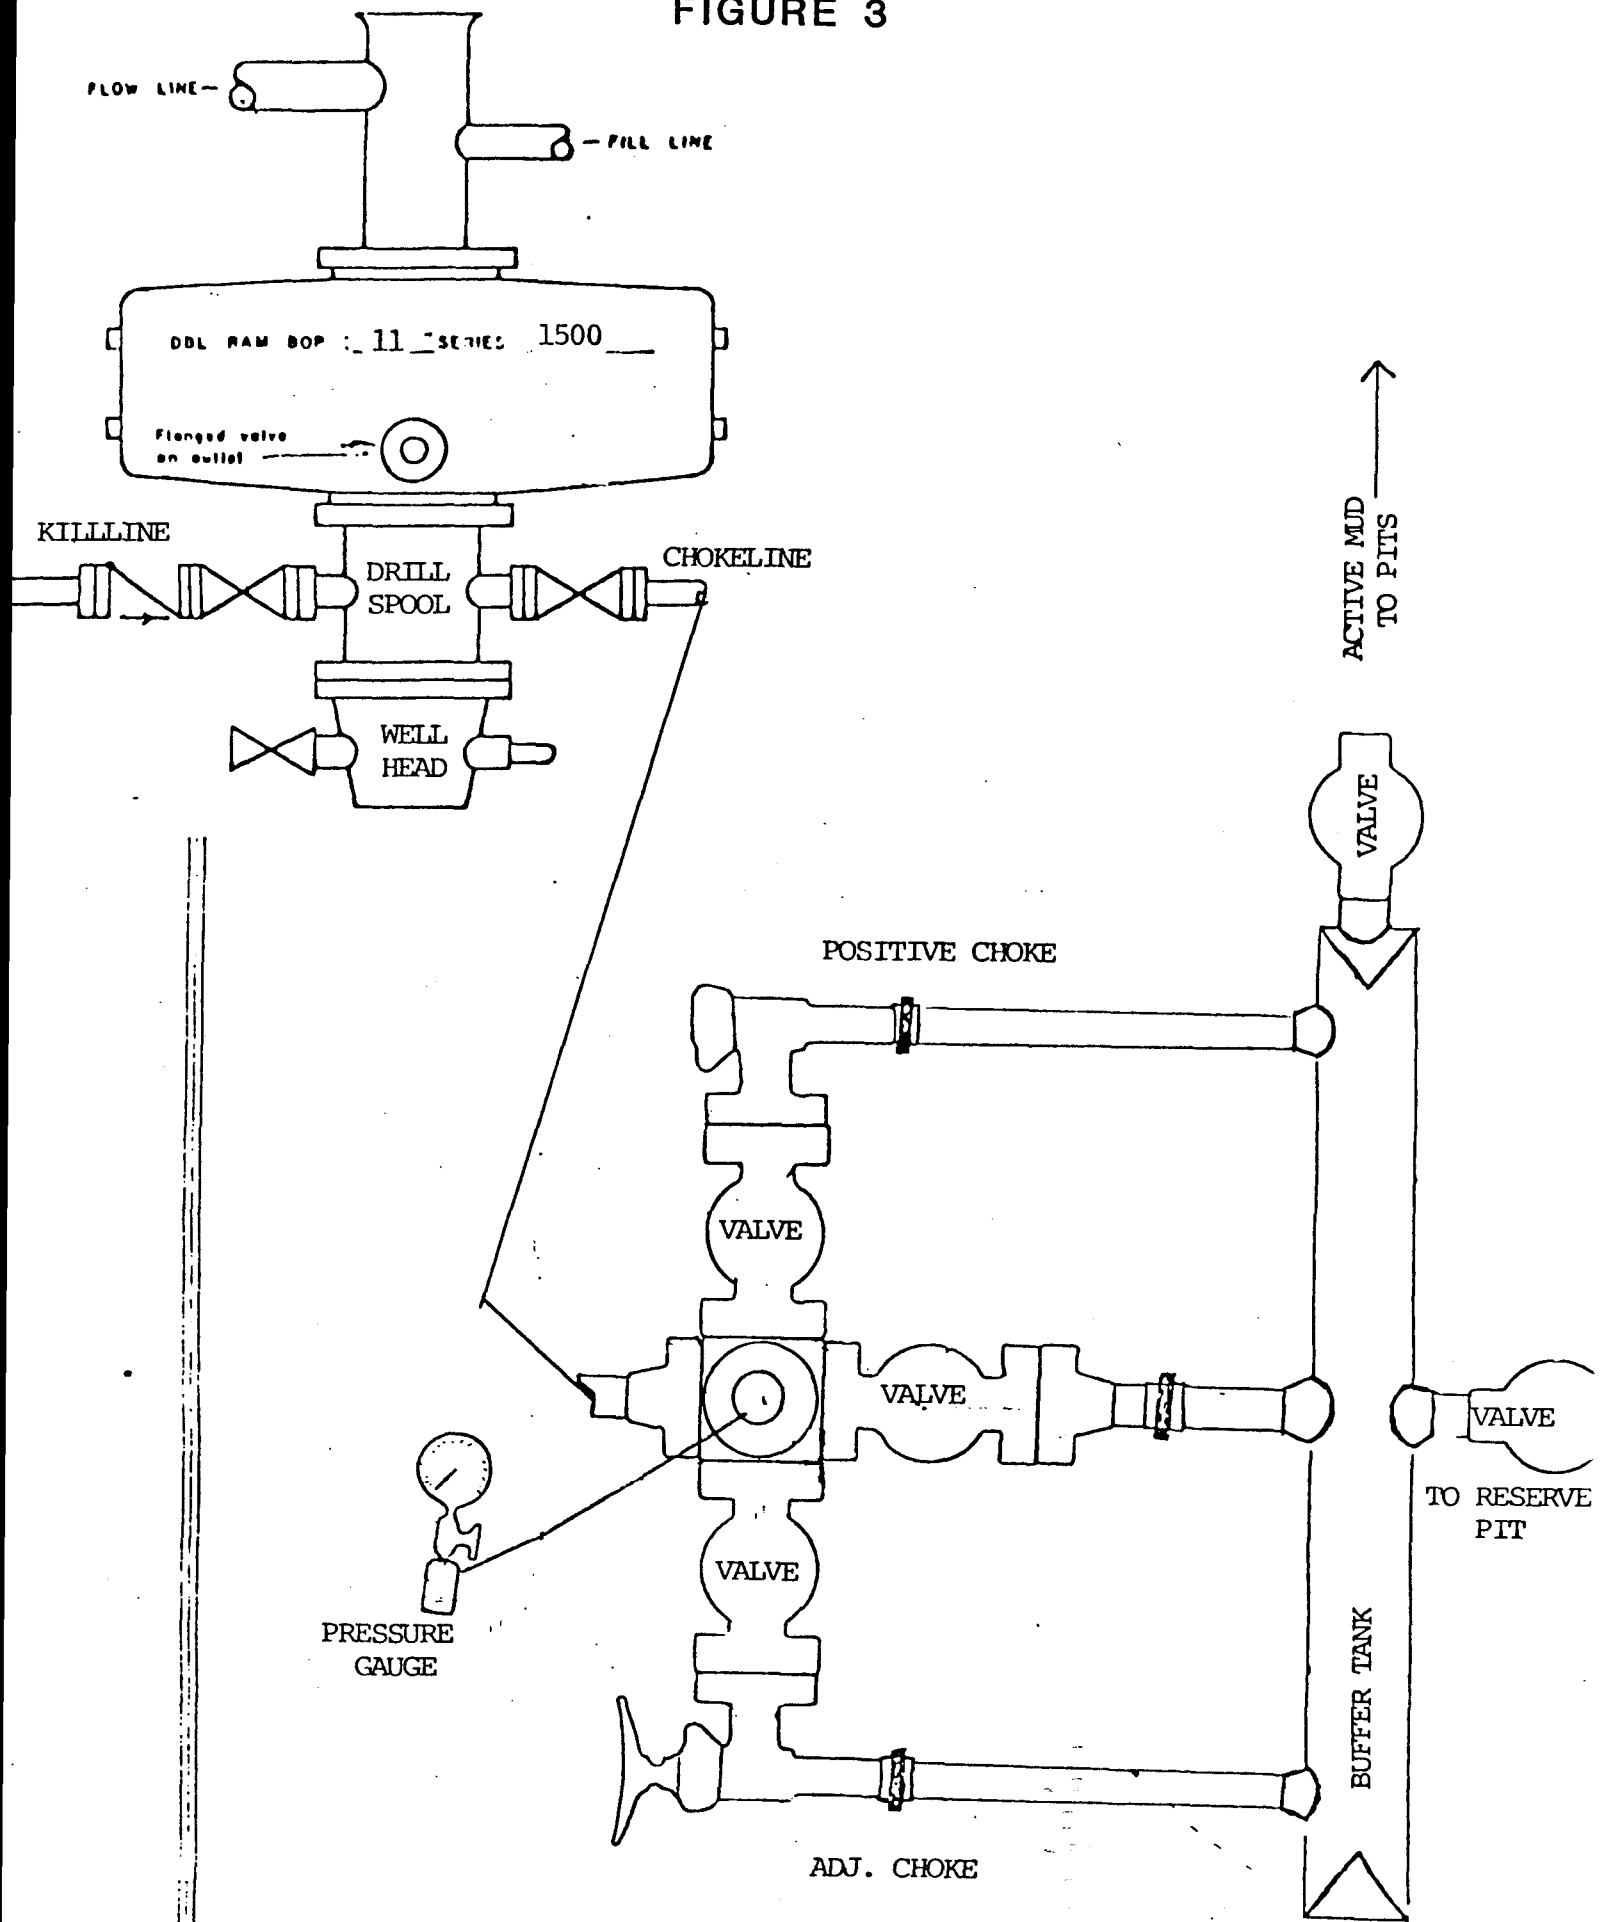 FIGURE 3
FLOW LINE
FILL LINE
DBL RAM BOP : 11 " SERIES 1500
Flanged valve
on outlet
KILLLINE
CHOKELINE
DRILL
SPOOL
WELL
HEAD
ACTIVE MUD
TO PITS
VALVE
POSITIVE CHOKE
VALVE
VALVE
VALVE
TO RESERVE
PIT
VALVE
PRESSURE
GAUGE
BUFFER TANK
ADJ. CHOKE